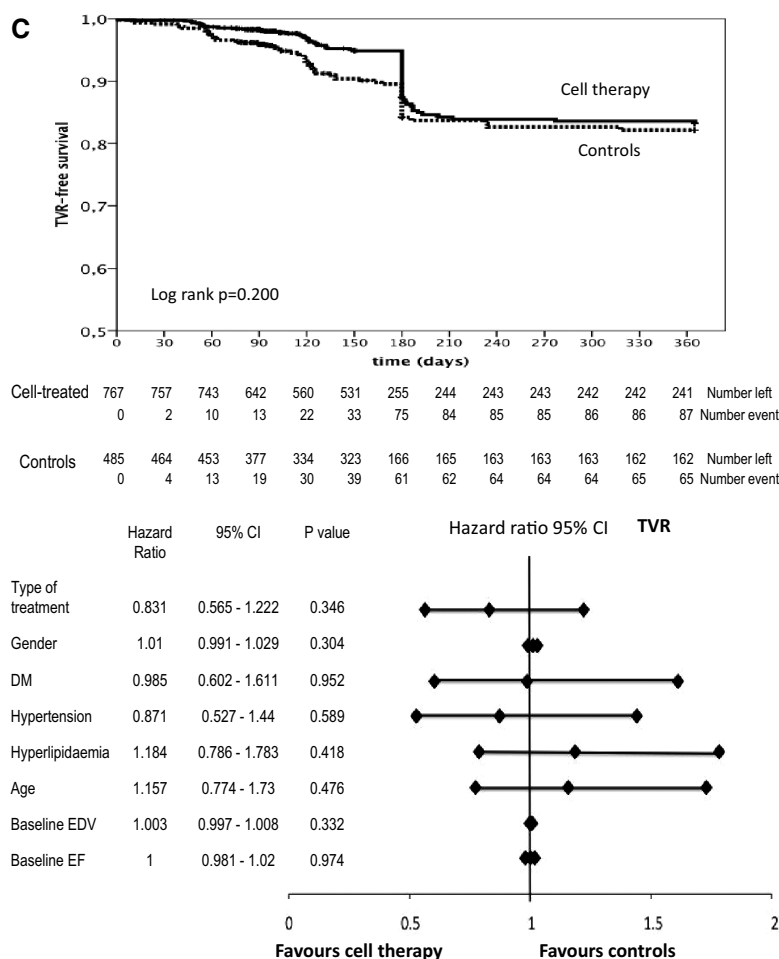 C
1,0
0,9
0,8
0,7
0,6
0,5
TVR-free survival
Cell therapy
Controls
Log rank p=0.200
0 30 60 90 120 150 180 210 240 270 300 330 360
time (days)
Cell-treated 767 757 743 642 560 531 255 244 243 243 242 242 241 Number left
0 2 10 13 22 33 75 84 85 85 86 86 87 Number event
Controls 485 464 453 377 334 323 166 165 163 163 163 162 162 Number left
0 4 13 19 30 39 61 62 64 64 64 65 65 Number event
Hazard Ratio 95% CI P value Hazard ratio 95% CI TVR
Type of treatment 0.831 0.565 - 1.222 0.346
Gender 1.01 0.991 - 1.029 0.304
DM 0.985 0.602 - 1.611 0.952
Hypertension 0.871 0.527 - 1.44 0.589
Hyperlipidaemia 1.184 0.786 - 1.783 0.418
Age 1.157 0.774 - 1.73 0.476
Baseline EDV 1.003 0.997 - 1.008 0.332
Baseline EF 1 0.981 - 1.02 0.974
0 0.5 1 1.5 2
Favours cell therapy Favours controls